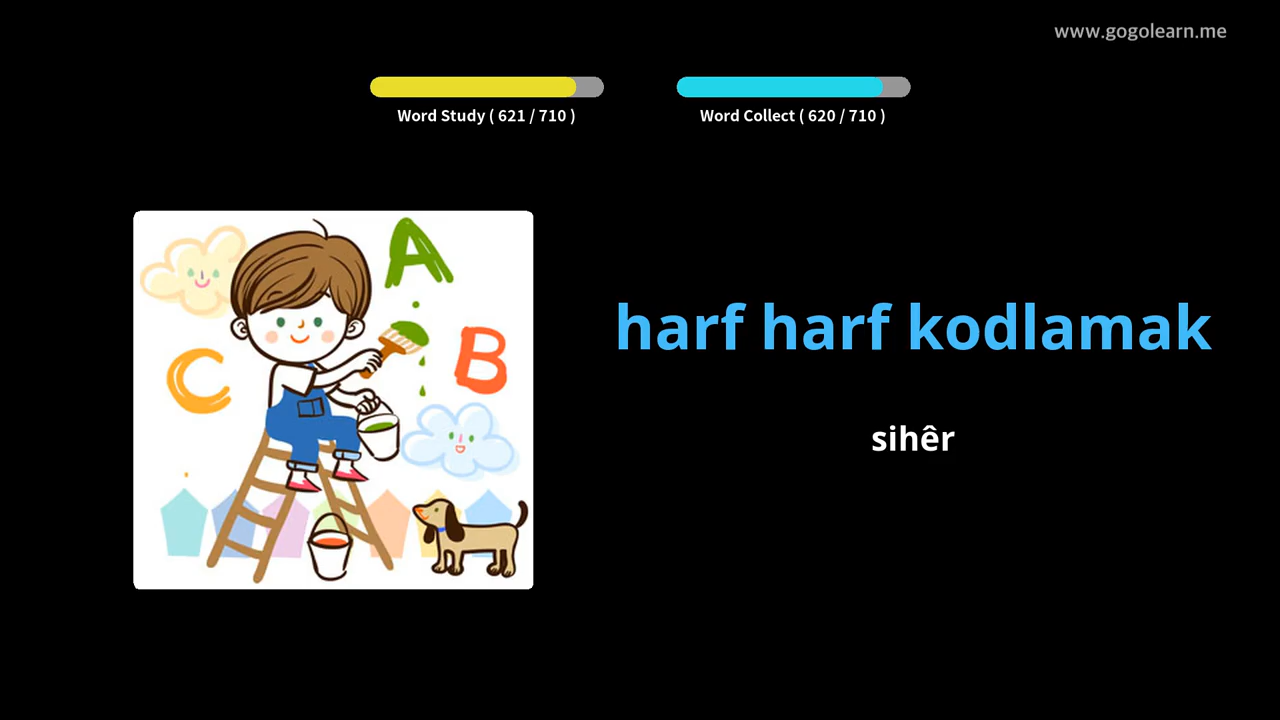 www.gogolearn.me
Word Study ( 621 / 710 )
Word Collect ( 620 / 710 )
A
B
C
harf harf kodlamak
sihêr